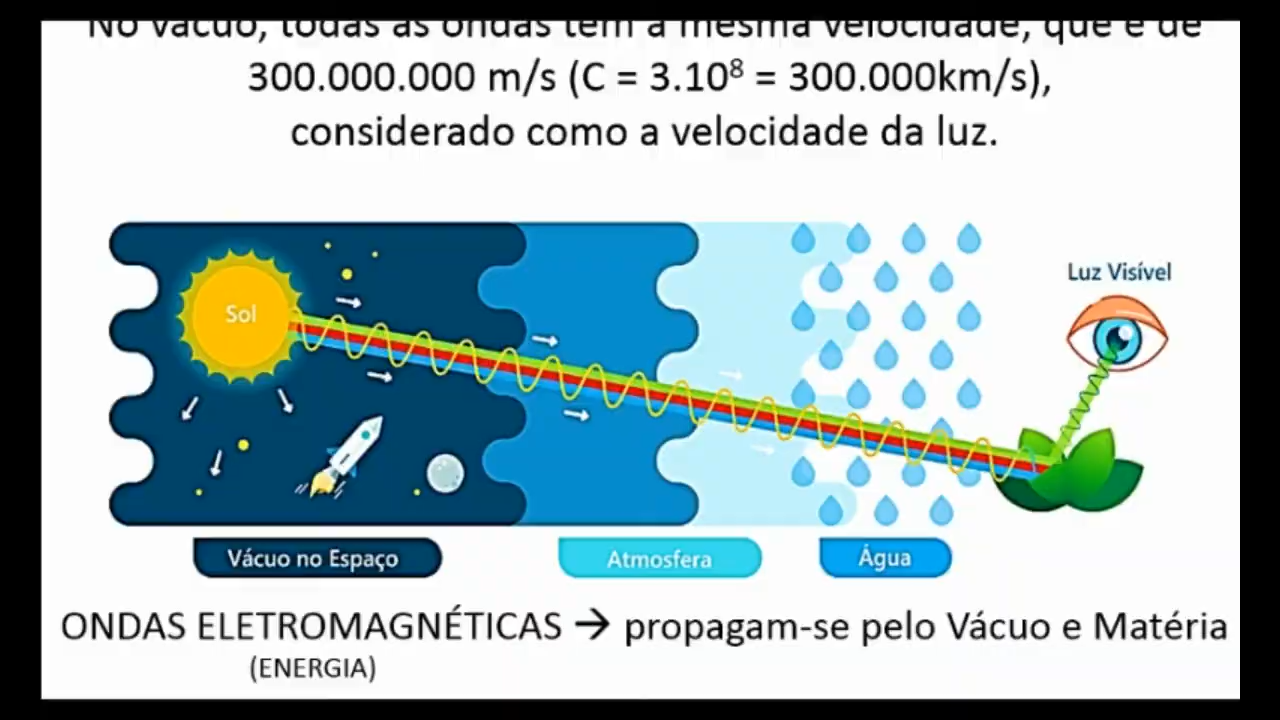 No vácuo, todas as ondas têm a mesma velocidade, que é de
300.000.000 m/s (C = 3.10⁸ = 300.000km/s),
considerado como a velocidade da luz.
Luz Visível
Sol
Vácuo no Espaço
Atmosfera
Água
ONDAS ELETROMAGNÉTICAS → propagam-se pelo Vácuo e Matéria
(ENERGIA)